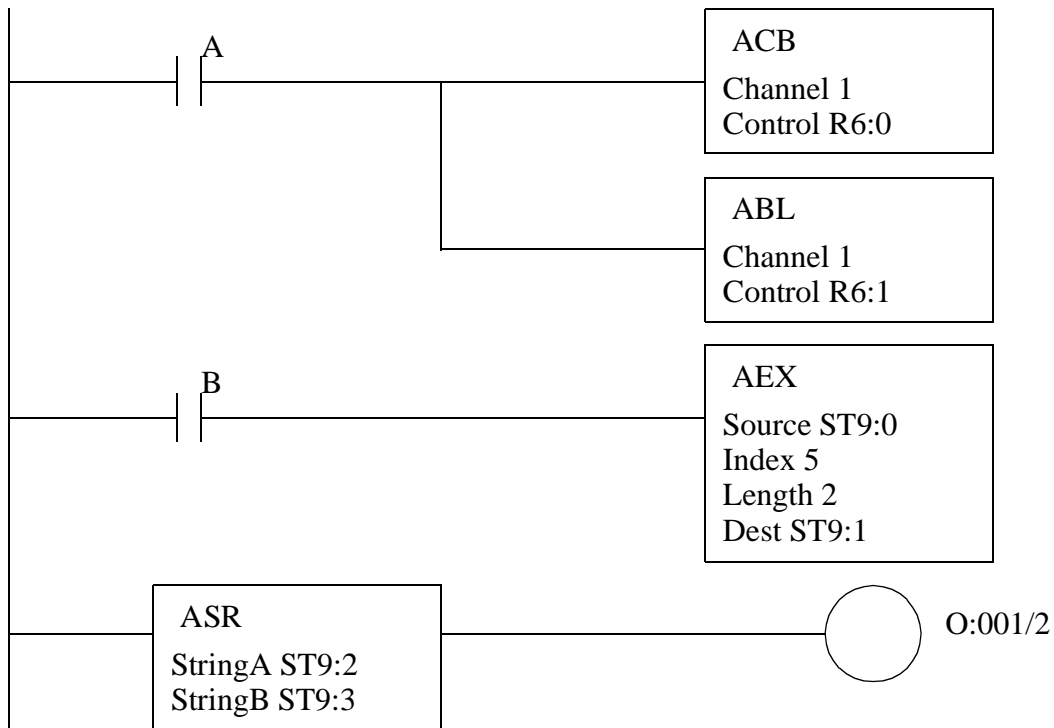 A
ACB
Channel 1
Control R6:0
ABL
Channel 1
Control R6:1
B
AEX
Source ST9:0
Index 5
Length 2
Dest ST9:1
ASR
StringA ST9:2
StringB ST9:3
O:001/2